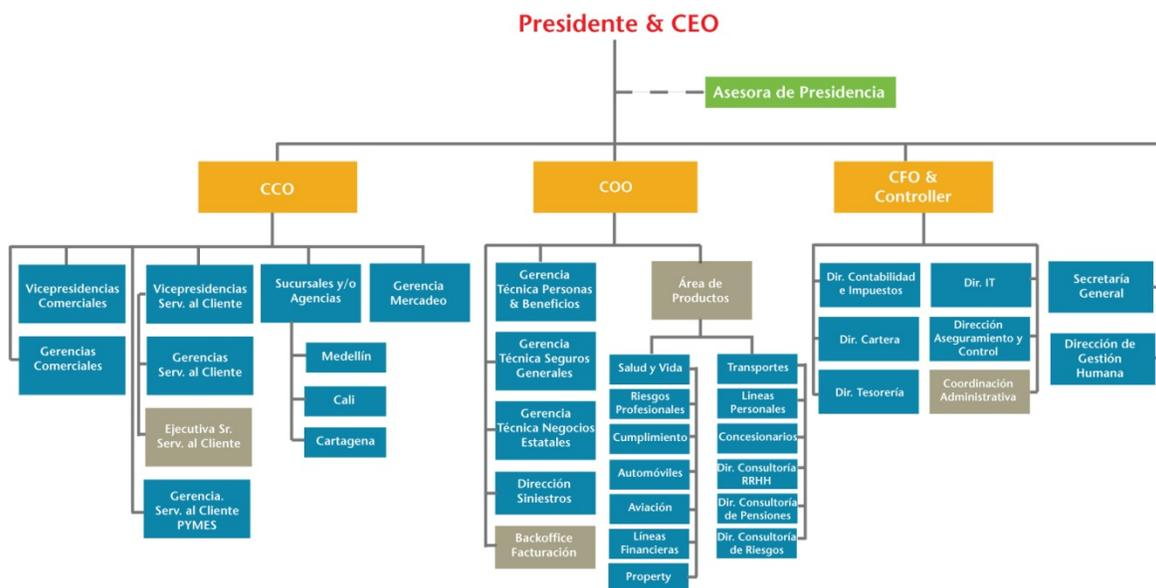 Presidente & CEO
Asesora de Presidencia
CCO
COO
CFO &
Controller
Vicepresidencias
Comerciales
Gerencias
Comerciales
Vicepresidencias
Serv. al Cliente
Gerencias
Serv. al Cliente
Ejecutiva Sr.
Serv. al Cliente
Gerencia.
Serv. al Cliente
PYMES
Sucursales y/o
Agencias
Medellín
Cali
Cartagena
Gerencia
Mercadeo
Gerencia
Técnica Personas
& Beneficios
Gerencia
Técnica Seguros
Generales
Gerencia
Técnica Negocios
Estatales
Dirección
Siniestros
Backoffice
Facturación
Área de
Productos
Salud y Vida
Riesgos
Profesionales
Cumplimiento
Automóviles
Aviación
Líneas
Financieras
Property
Transportes
Lineas
Personales
Concesionarios
Dir. Consultoría
RRHH
Dir. Consultoría
de Pensiones
Dir. Consultoría
de Riesgos
Dir. Contabilidad
e Impuestos
Dir. Cartera
Dir. Tesorería
Dir. IT
Dirección
Aseguramiento y
Control
Coordinación
Administrativa
Secretaría
General
Dirección de
Gestión
Humana